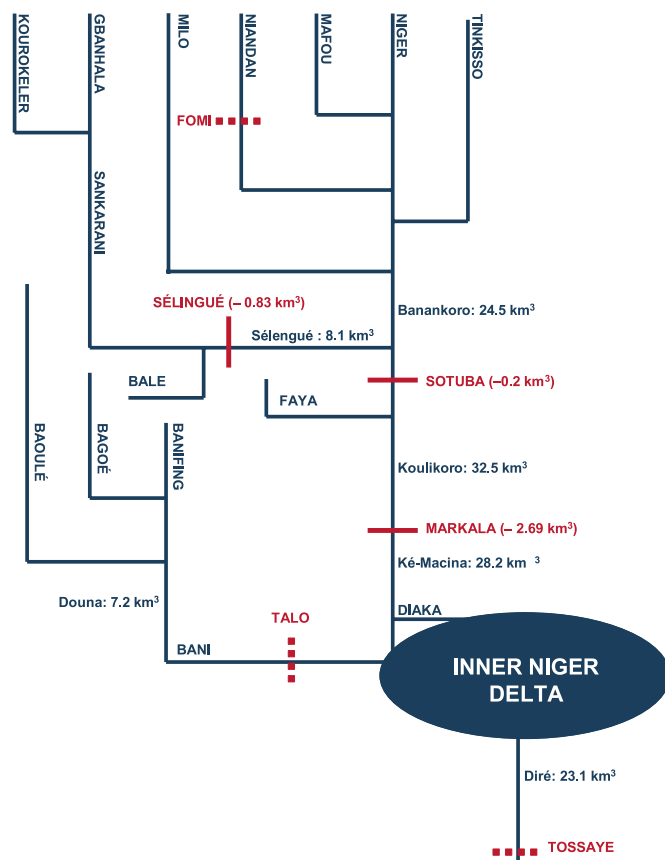 KOUROKELER
GBANHALA
MILO
NIANDAN
MAFOU
NIGER
TINKISSO
FOMI
SANKARANI
SÉLINGUÉ (– 0.83 km³)
Banankoro: 24.5 km³
Sélengué : 8.1 km³
BALE
SOTUBA (–0.2 km³)
FAYA
BAOULÉ
BAGOÉ
BANIFING
Koulikoro: 32.5 km³
MARKALA (– 2.69 km³)
Ké-Macina: 28.2 km ³
Douna: 7.2 km³
TALO
DIAKA
BANI
INNER NIGER
DELTA
Diré: 23.1 km³
TOSSAYE